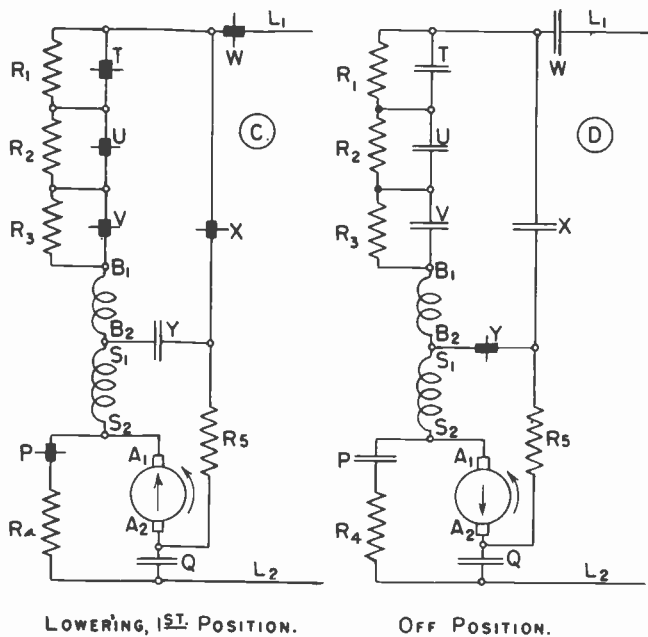 L1
W
T
R1
U
R2
C
V
R3
X
B1
B2
Y
S1
S2
R5
P
A1
Ra
A2
Q
L2
LOWERING, 1ST. POSITION.
L1
W
T
R1
U
R2
D
V
R3
X
B1
B2
Y
S1
S2
R5
P
A1
R4
A2
Q
L2
OFF POSITION.